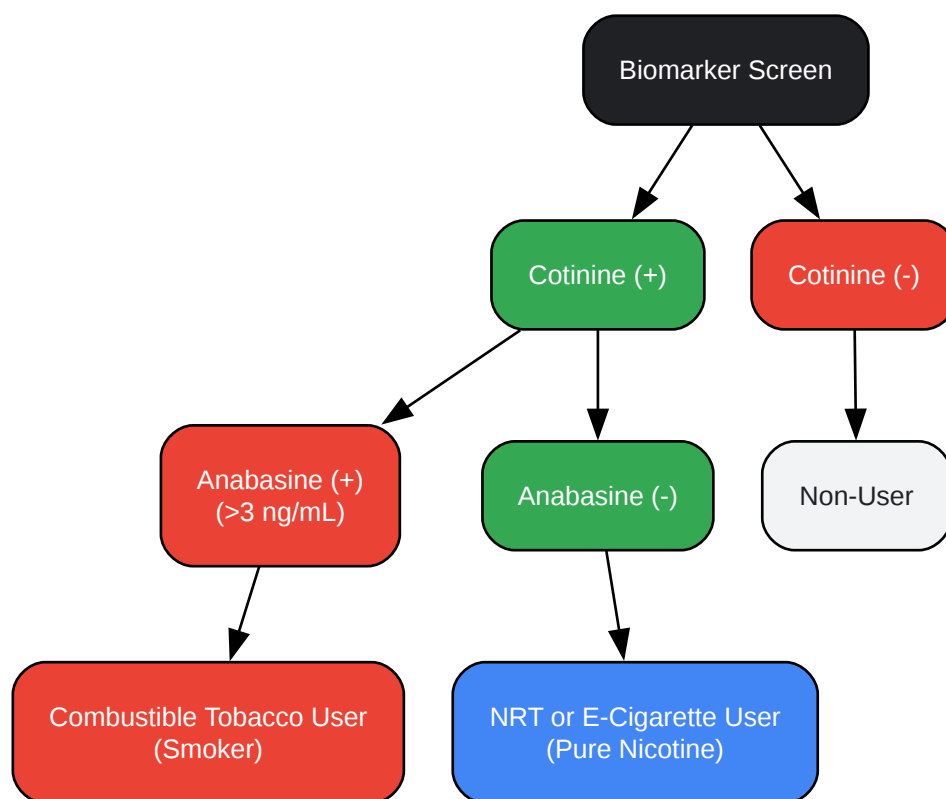 Biomarker Screen
Cotinine (+)
Cotinine (-)
Anabasine (+)
(>3 ng/mL)
Anabasine (-)
Non-User
Combustible Tobacco User
(Smoker)
NRT or E-Cigarette User
(Pure Nicotine)